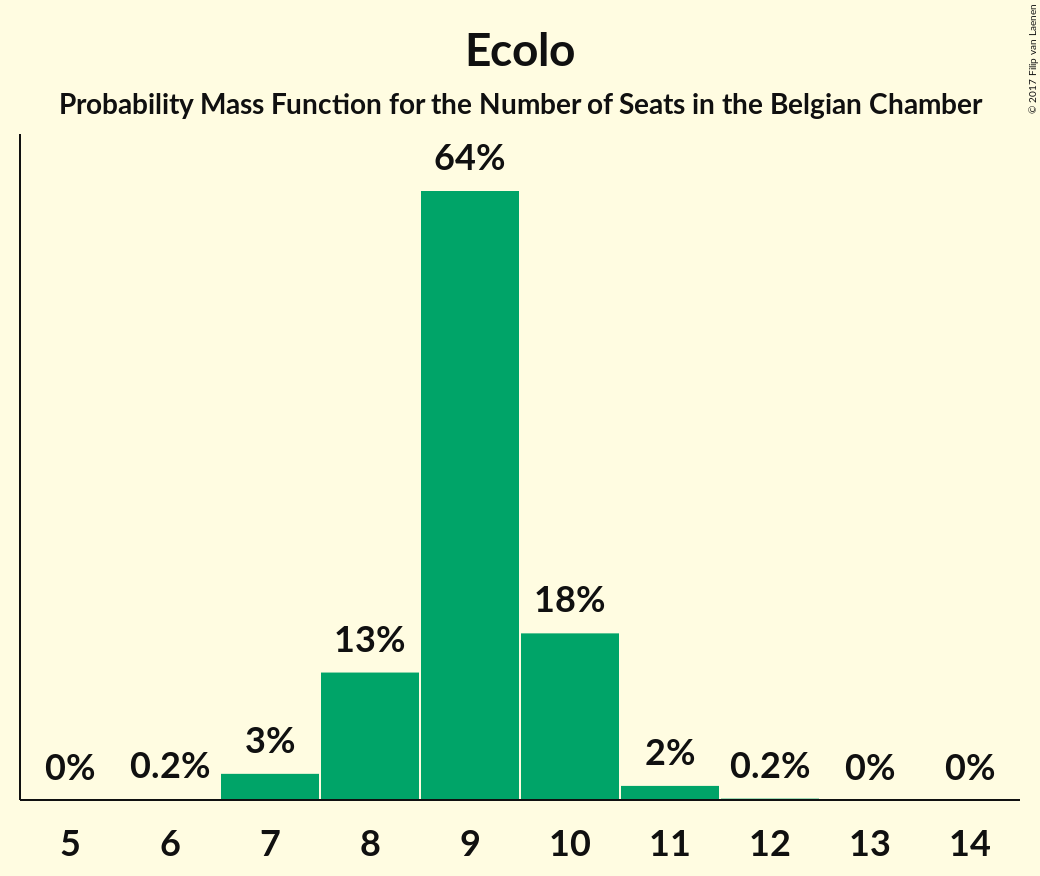 Ecolo
Probability Mass Function for the Number of Seats in the Belgian Chamber
© 2017 Filip van Laenen
64%
18%
13%
3%
2%
0%
0.2%
0.2%
0%
0%
5 6 7 8 9 10 11 12 13 14